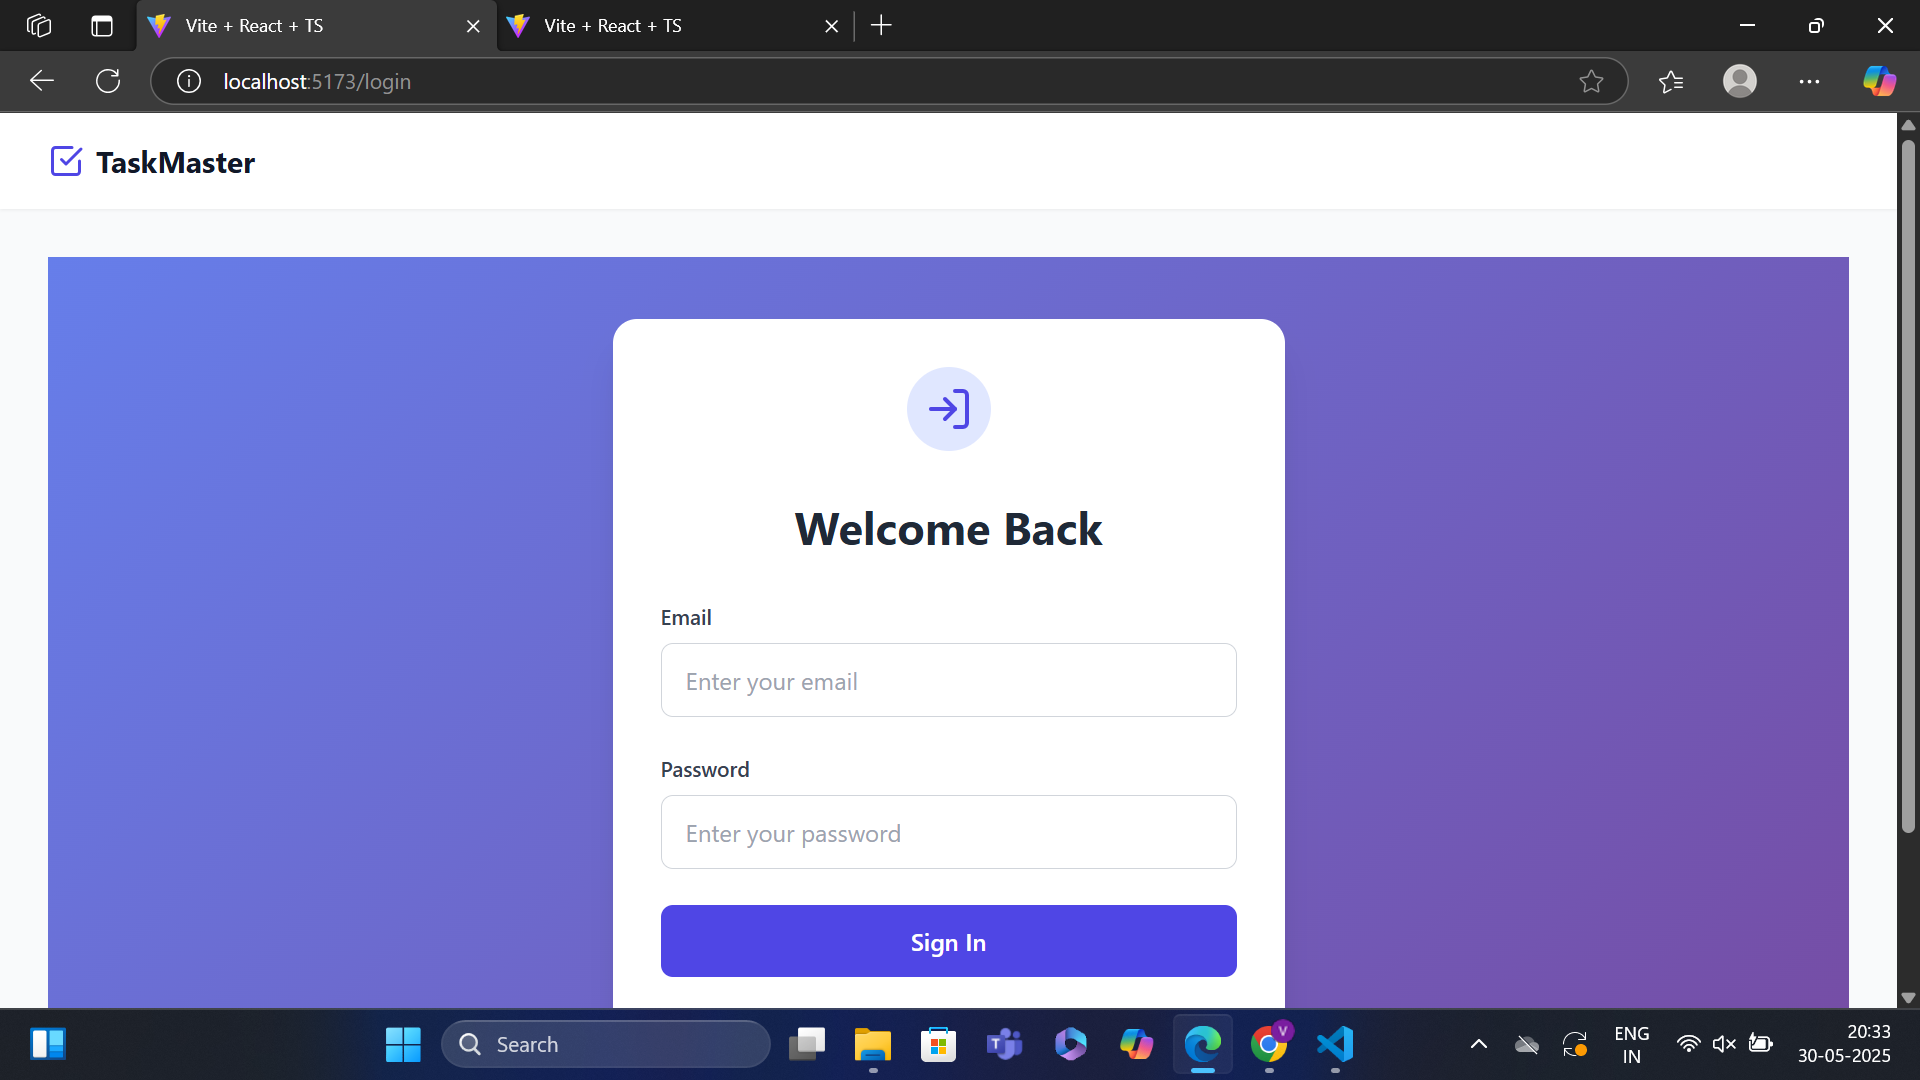 Vite + React + TS
Vite + React + TS
localhost:5173/login
TaskMaster
Welcome Back
Email
Enter your email
Password
Enter your password
Sign In
Search
T
V
ENG
IN
20:33
30-05-2025